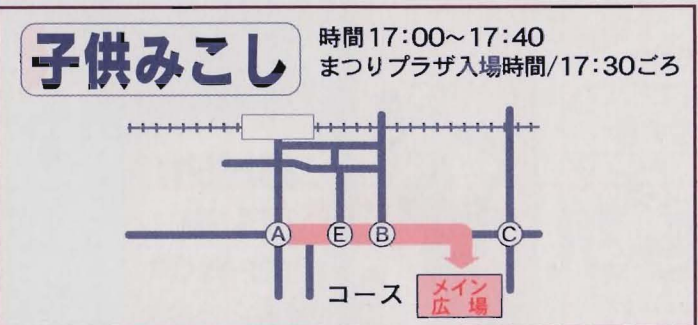 子供みこし
時間17:00~17:40
まつりプラザ入場時間/17:30ごろ
A
E
B
C
コース
メイン
広場